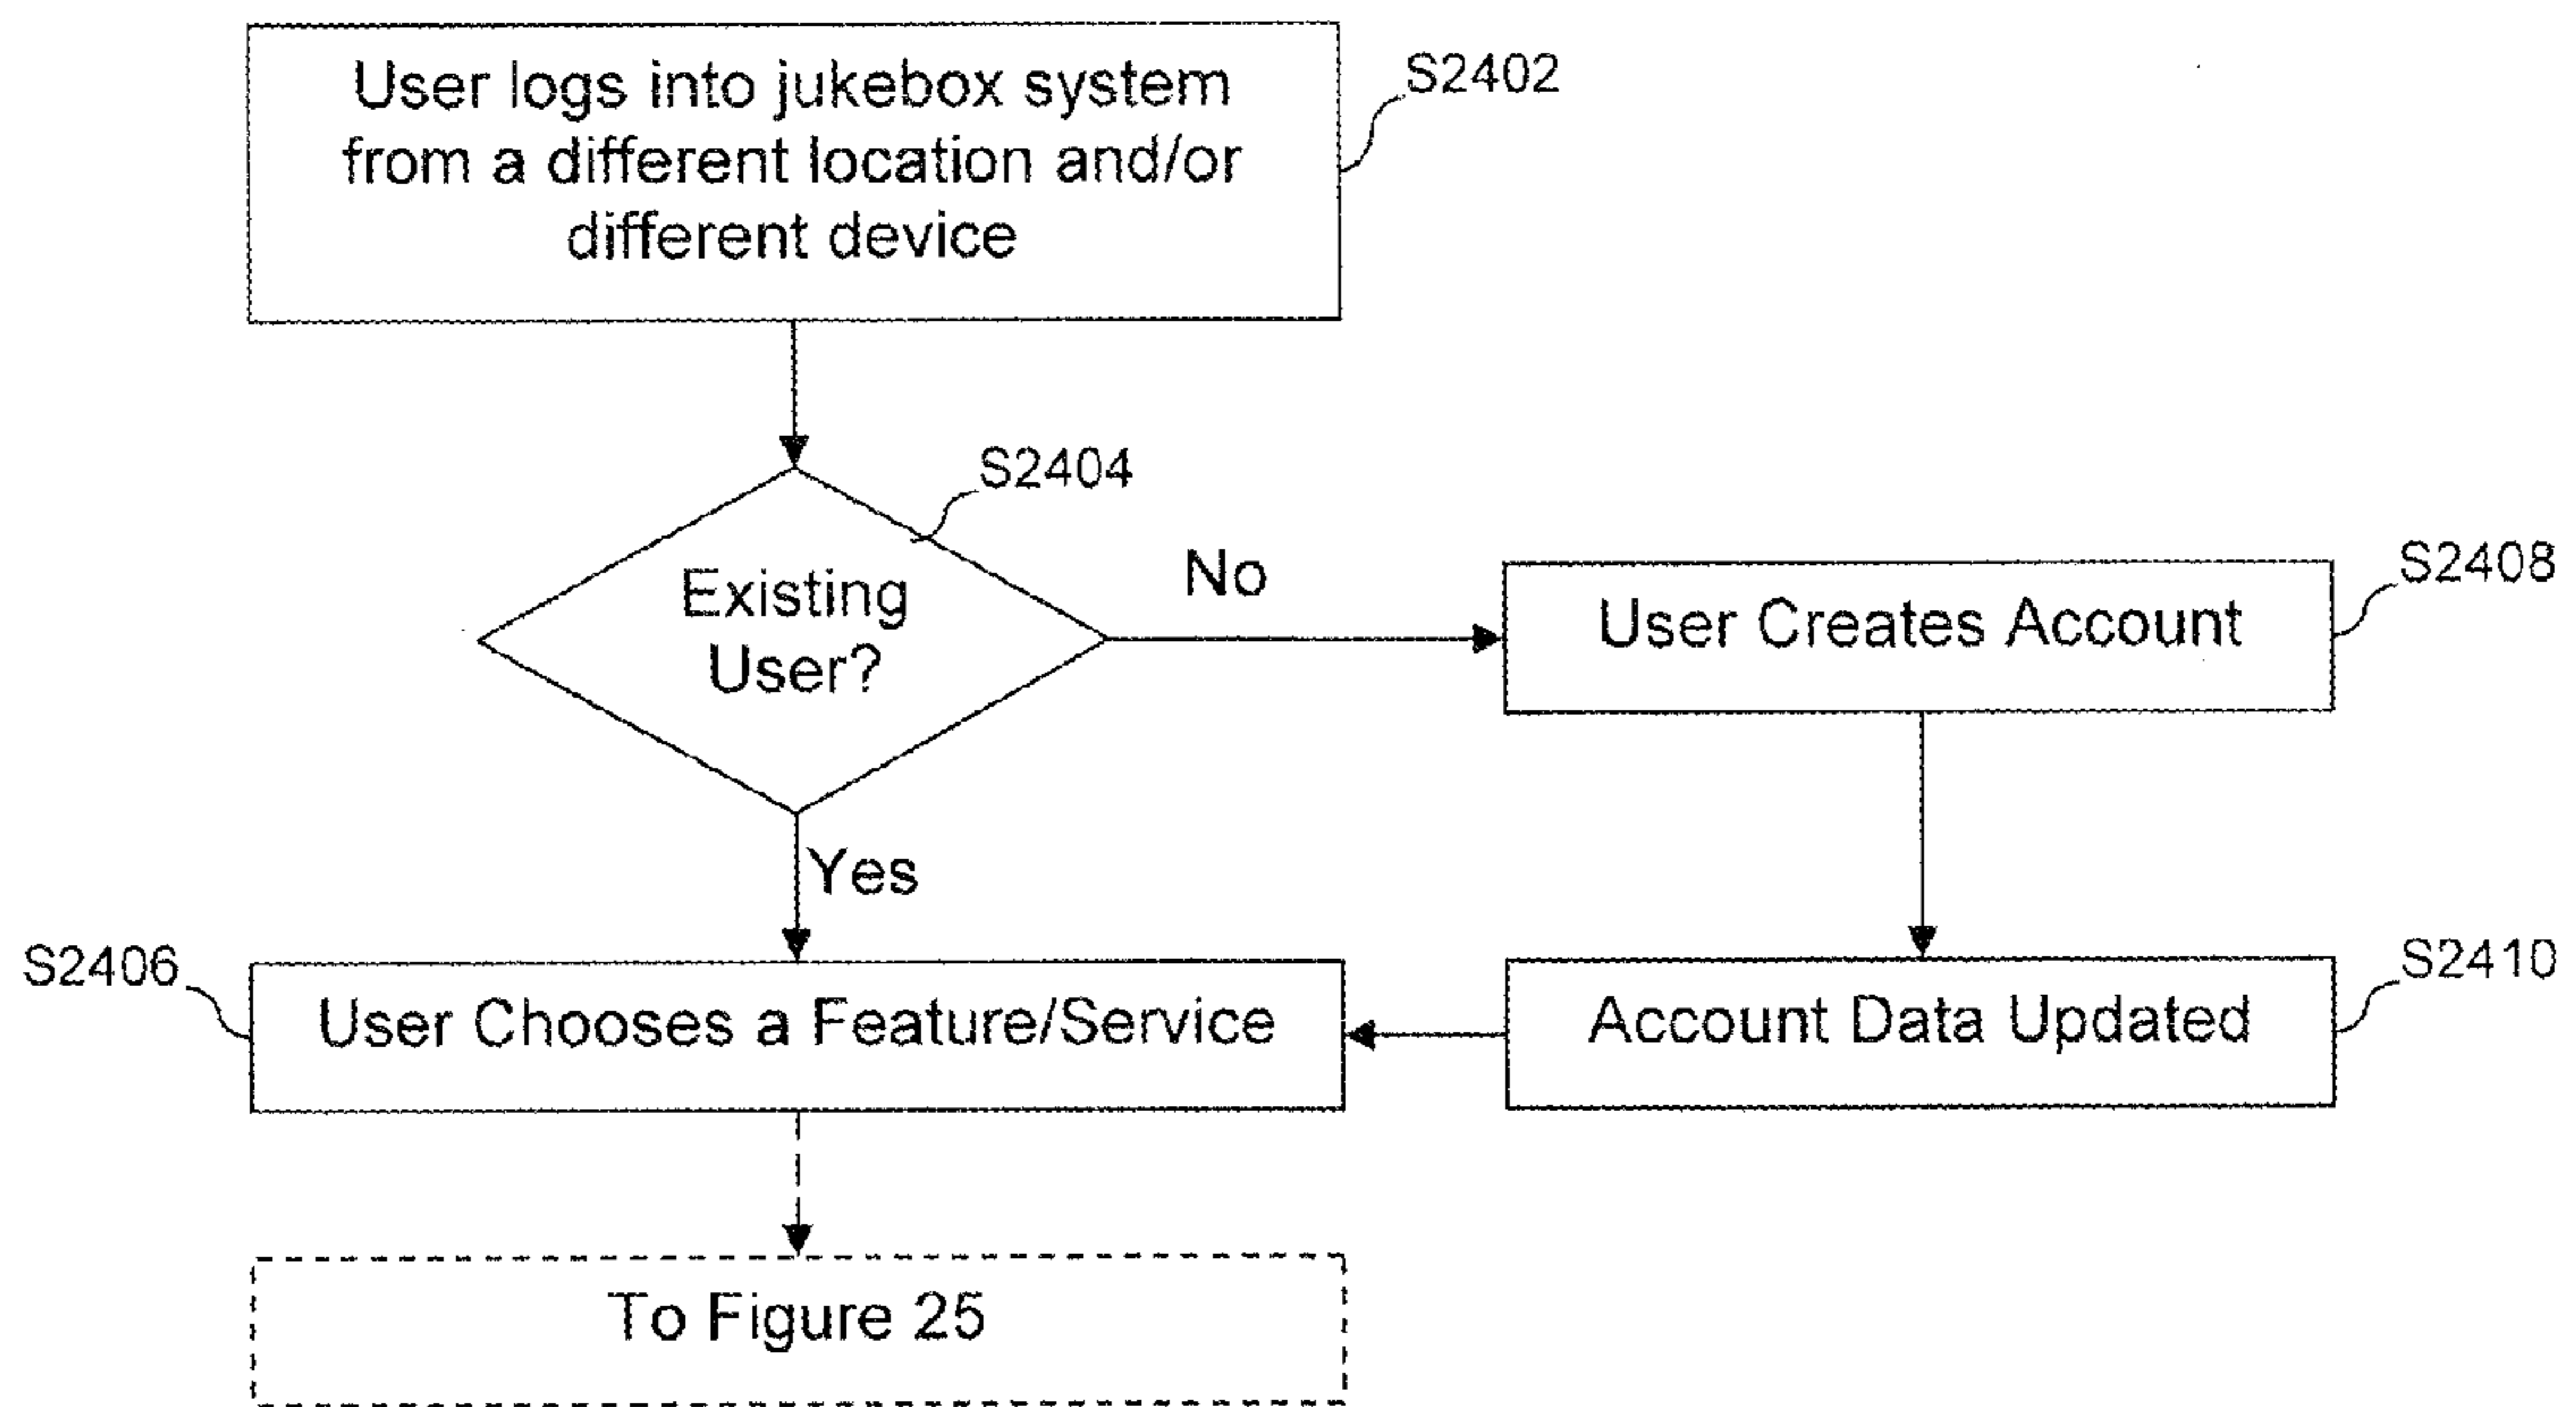 User logs into jukebox system
from a different location and/or
different device
S2402
S2404
Existing
User?
No
S2408
User Creates Account
Yes
S2406
User Chooses a Feature/Service
S2410
Account Data Updated
To Figure 25